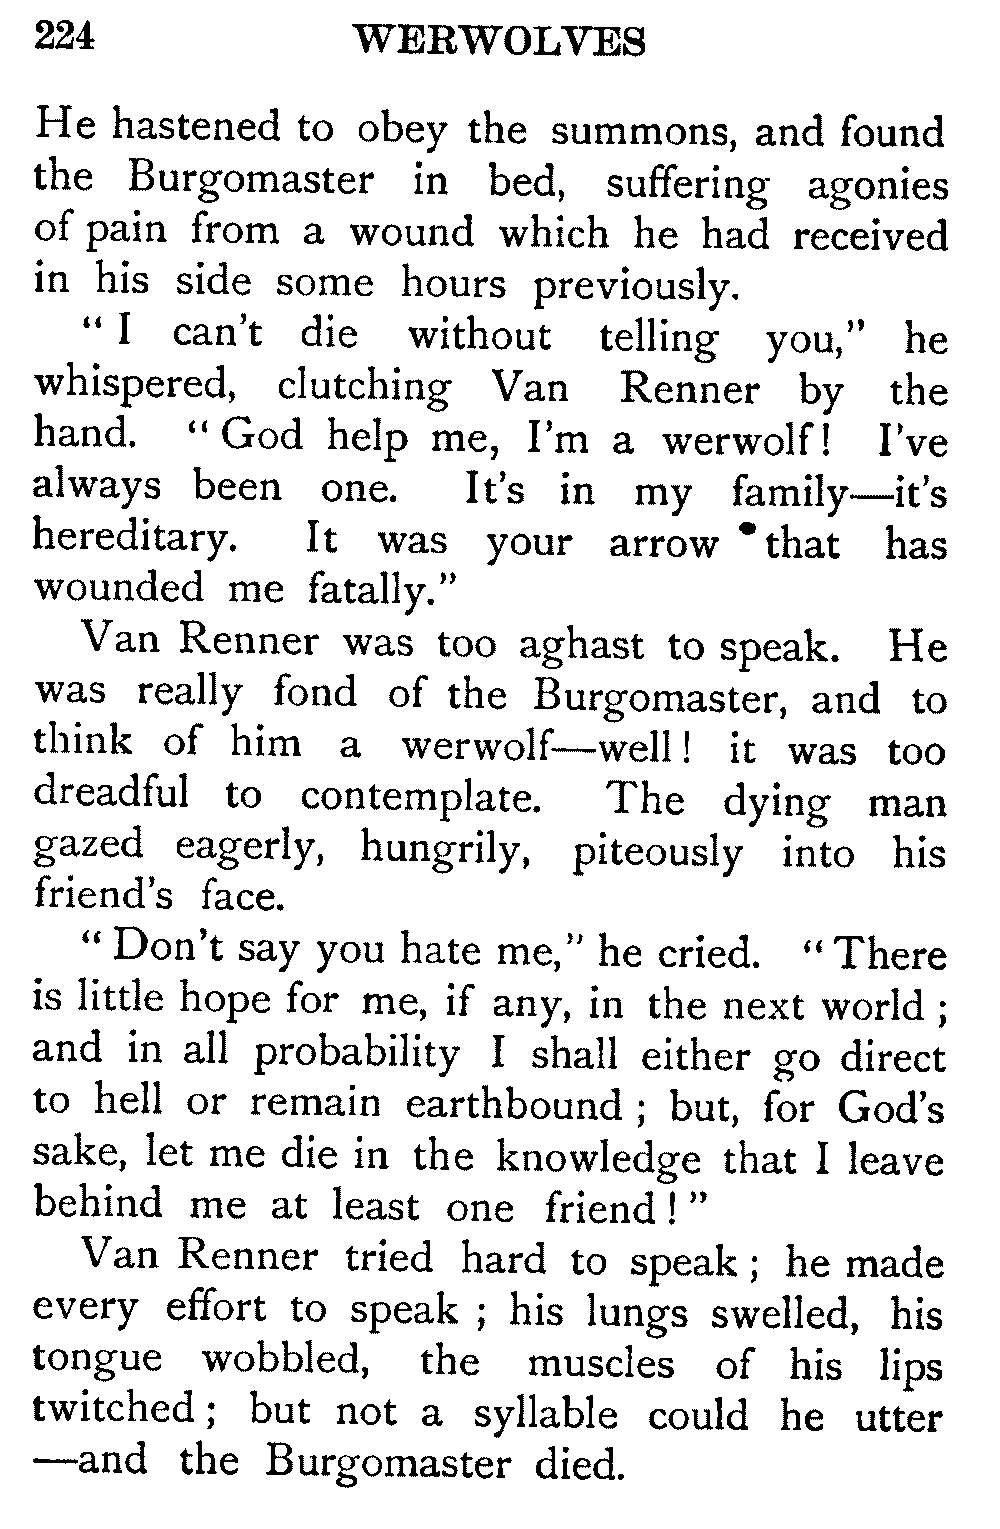 224 WERWOLVES
He hastened to obey the summons, and found
the Burgomaster in bed, suffering agonies
of pain from a wound which he had received
in his side some hours previously.
“ I can't die without telling you,” he
whispered, clutching Van Renner by the
hand. “ God help me, I'm a werwolf! I've
always been one. It's in my family—it's
hereditary. It was your arrow that has
wounded me fatally.”
Van Renner was too aghast to speak. He
was really fond of the Burgomaster, and to
think of him a werwolf—well ! it was too
dreadful to contemplate. The dying man
gazed eagerly, hungrily, piteously into his
friend's face.
“ Don't say you hate me,” he cried. “ There
is little hope for me, if any, in the next world ;
and in all probability I shall either go direct
to hell or remain earthbound ; but, for God's
sake, let me die in the knowledge that I leave
behind me at least one friend ! ”
Van Renner tried hard to speak ; he made
every effort to speak ; his lungs swelled, his
tongue wobbled, the muscles of his lips
twitched ; but not a syllable could he utter
—and the Burgomaster died.